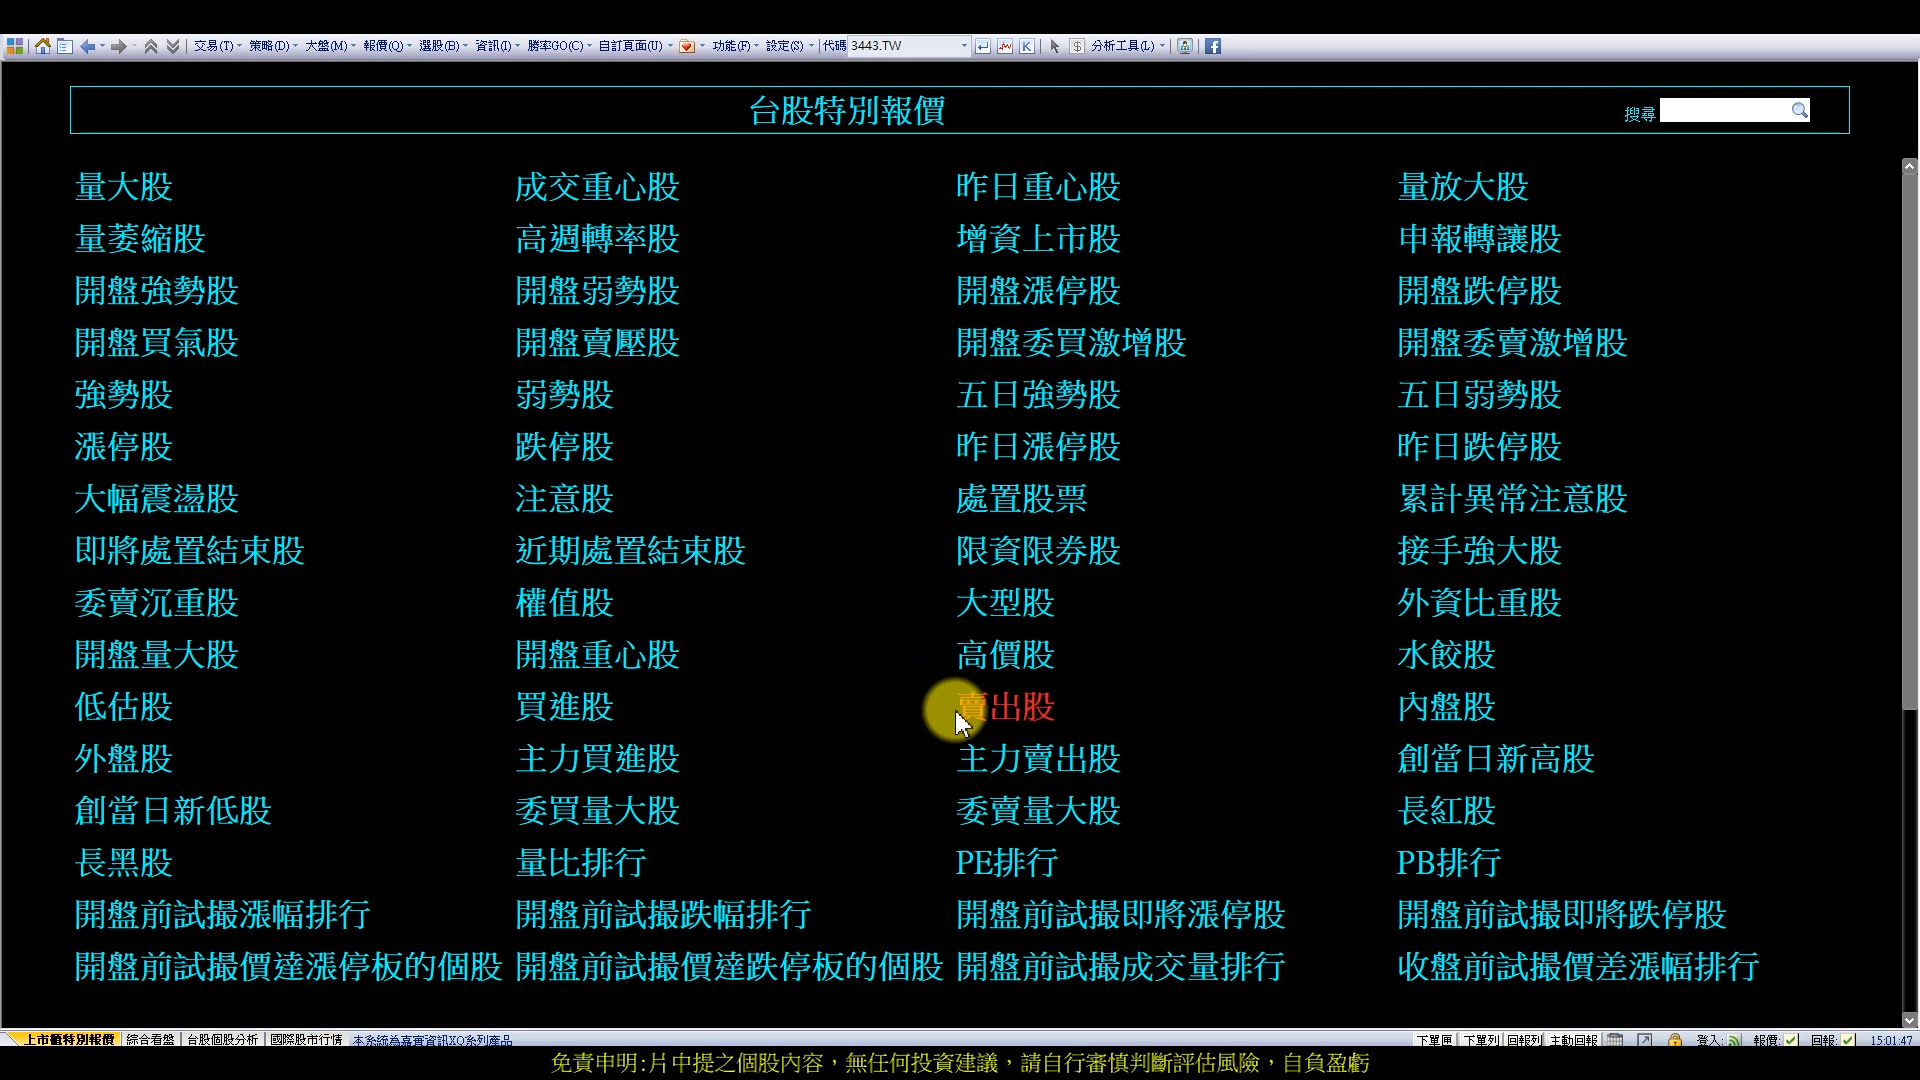 交易(T) 策略(D) 大盤(M) 報價(Q) 選股(B) 資訊(I) 勝率GO(C) 自訂頁面(U) 功能(F) 設定(S) 代碼 3443.TW K $ 分析工具(L)
台股特別報價 搜尋
量大股 成交重心股 昨日重心股 量放大股
量萎縮股 高週轉率股 增資上市股 申報轉讓股
開盤強勢股 開盤弱勢股 開盤漲停股 開盤跌停股
開盤買氣股 開盤賣壓股 開盤委買激增股 開盤委賣激增股
強勢股 弱勢股 五日強勢股 五日弱勢股
漲停股 跌停股 昨日漲停股 昨日跌停股
大幅震盪股 注意股 處置股票 累計異常注意股
即將處置結束股 近期處置結束股 限資限券股 接手強大股
委賣沉重股 權值股 大型股 外資比重股
開盤量大股 開盤重心股 高價股 水餃股
低估股 買進股 賣出股 內盤股
外盤股 主力買進股 主力賣出股 創當日新高股
創當日新低股 委買量大股 委賣量大股 長紅股
長黑股 量比排行 PE排行 PB排行
開盤前試撮漲幅排行 開盤前試撮跌幅排行 開盤前試撮即將漲停股 開盤前試撮即將跌停股
開盤前試撮價達漲停板的個股 開盤前試撮價達跌停板的個股 開盤前試撮成交量排行 收盤前試撮價差漲幅排行
上市櫃特別報價 綜合看盤 台股個股分析 國際股市行情 本系統為嘉實資訊XQ系列產品 下單匣 下單列 回報列 主動回報 登入: 報價: 回報: 15:01:47
免責申明:片中提之個股內容，無任何投資建議，請自行審慎判斷評估風險，自負盈虧